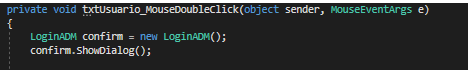 private void txtUsuario_MouseDoubleClick(object sender, MouseEventArgs e)
{
LoginADM confirm = new LoginADM();
confirm.ShowDialog();